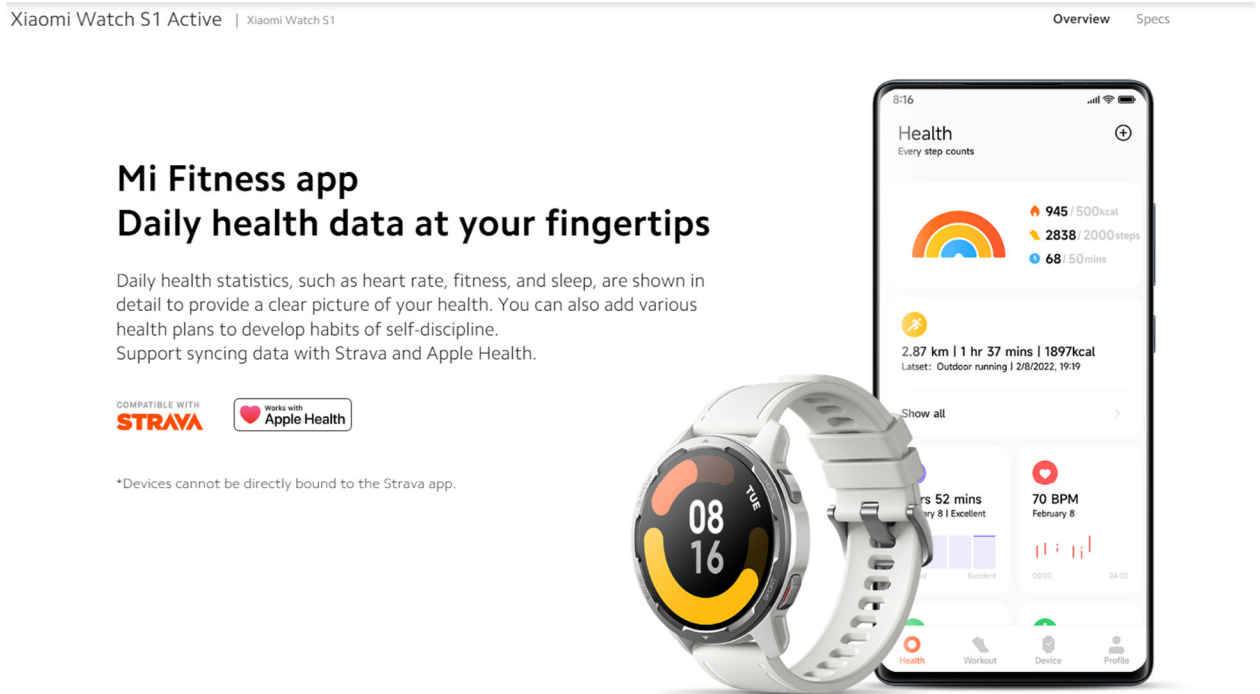 Xiaomi Watch S1 Active | Xiaomi Watch S1
Overview Specs
Mi Fitness app
Daily health data at your fingertips
Daily health statistics, such as heart rate, fitness, and sleep, are shown in
detail to provide a clear picture of your health. You can also add various
health plans to develop habits of self-discipline.
Support syncing data with Strava and Apple Health.
COMPATIBLE WITH
STRAVA
Works with
Apple Health
*Devices cannot be directly bound to the Strava app.
8:16
Health
Every step counts
945 / 500kcal
2838 / 2000steps
68 / 50mins
2.87 km | 1 hr 37 mins | 1897kcal
Latset: Outdoor running | 2/8/2022, 19:19
Show all
52 mins
8 | Excellent
Excellent
70 BPM
February 8
00:00 24:00
Health Workout Device Profile
TUE
08
16
SPORT